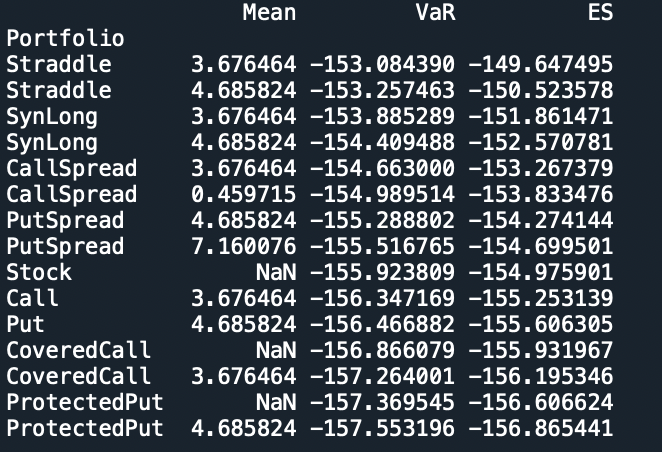 Mean VaR ES
Portfolio
Straddle 3.676464 -153.084390 -149.647495
Straddle 4.685824 -153.257463 -150.523578
SynLong 3.676464 -153.885289 -151.861471
SynLong 4.685824 -154.409488 -152.570781
CallSpread 3.676464 -154.663000 -153.267379
CallSpread 0.459715 -154.989514 -153.833476
PutSpread 4.685824 -155.288802 -154.274144
PutSpread 7.160076 -155.516765 -154.699501
Stock NaN -155.923809 -154.975901
Call 3.676464 -156.347169 -155.253139
Put 4.685824 -156.466882 -155.606305
CoveredCall NaN -156.866079 -155.931967
CoveredCall 3.676464 -157.264001 -156.195346
ProtectedPut NaN -157.369545 -156.606624
ProtectedPut 4.685824 -157.553196 -156.865441